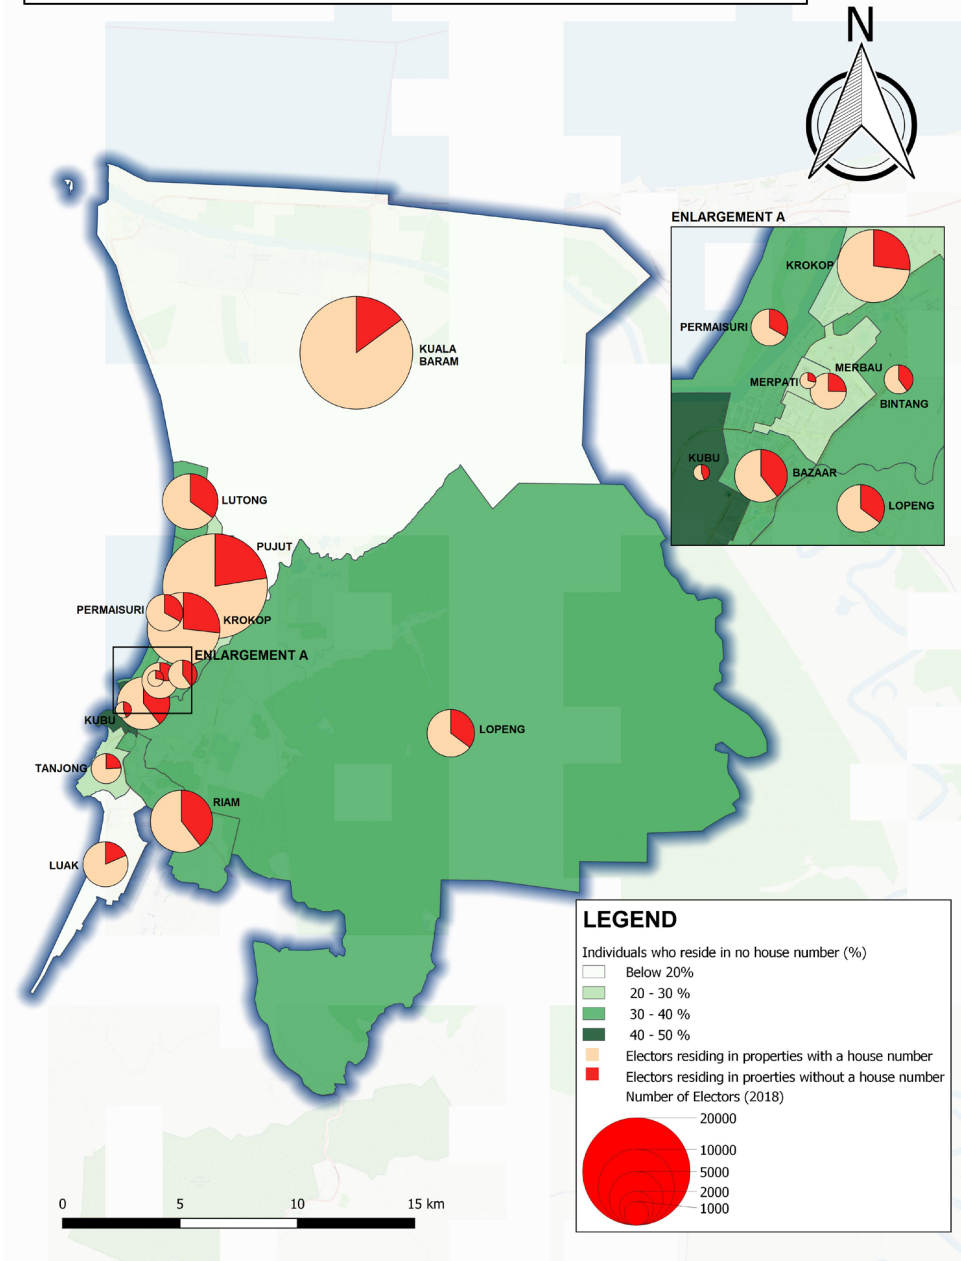 N
ENLARGEMENT A
KROKOP
PERMAISURI
MERBAU
MERPATI
BINTANG
KUBU
BAZAAR
LOPENG
KUALA
BARAM
LUTONG
PUJUT
PERMAISURI
KROKOP
ENLARGEMENT A
KUBU
LOPENG
TANJONG
RIAM
LUAK
LEGEND
Individuals who reside in no house number (%)
Below 20%
20 - 30 %
30 - 40 %
40 - 50 %
Electors residing in properties with a house number
Electors residing in proerties without a house number
Number of Electors (2018)
20000
10000
5000
2000
1000
0 5 10 15 km